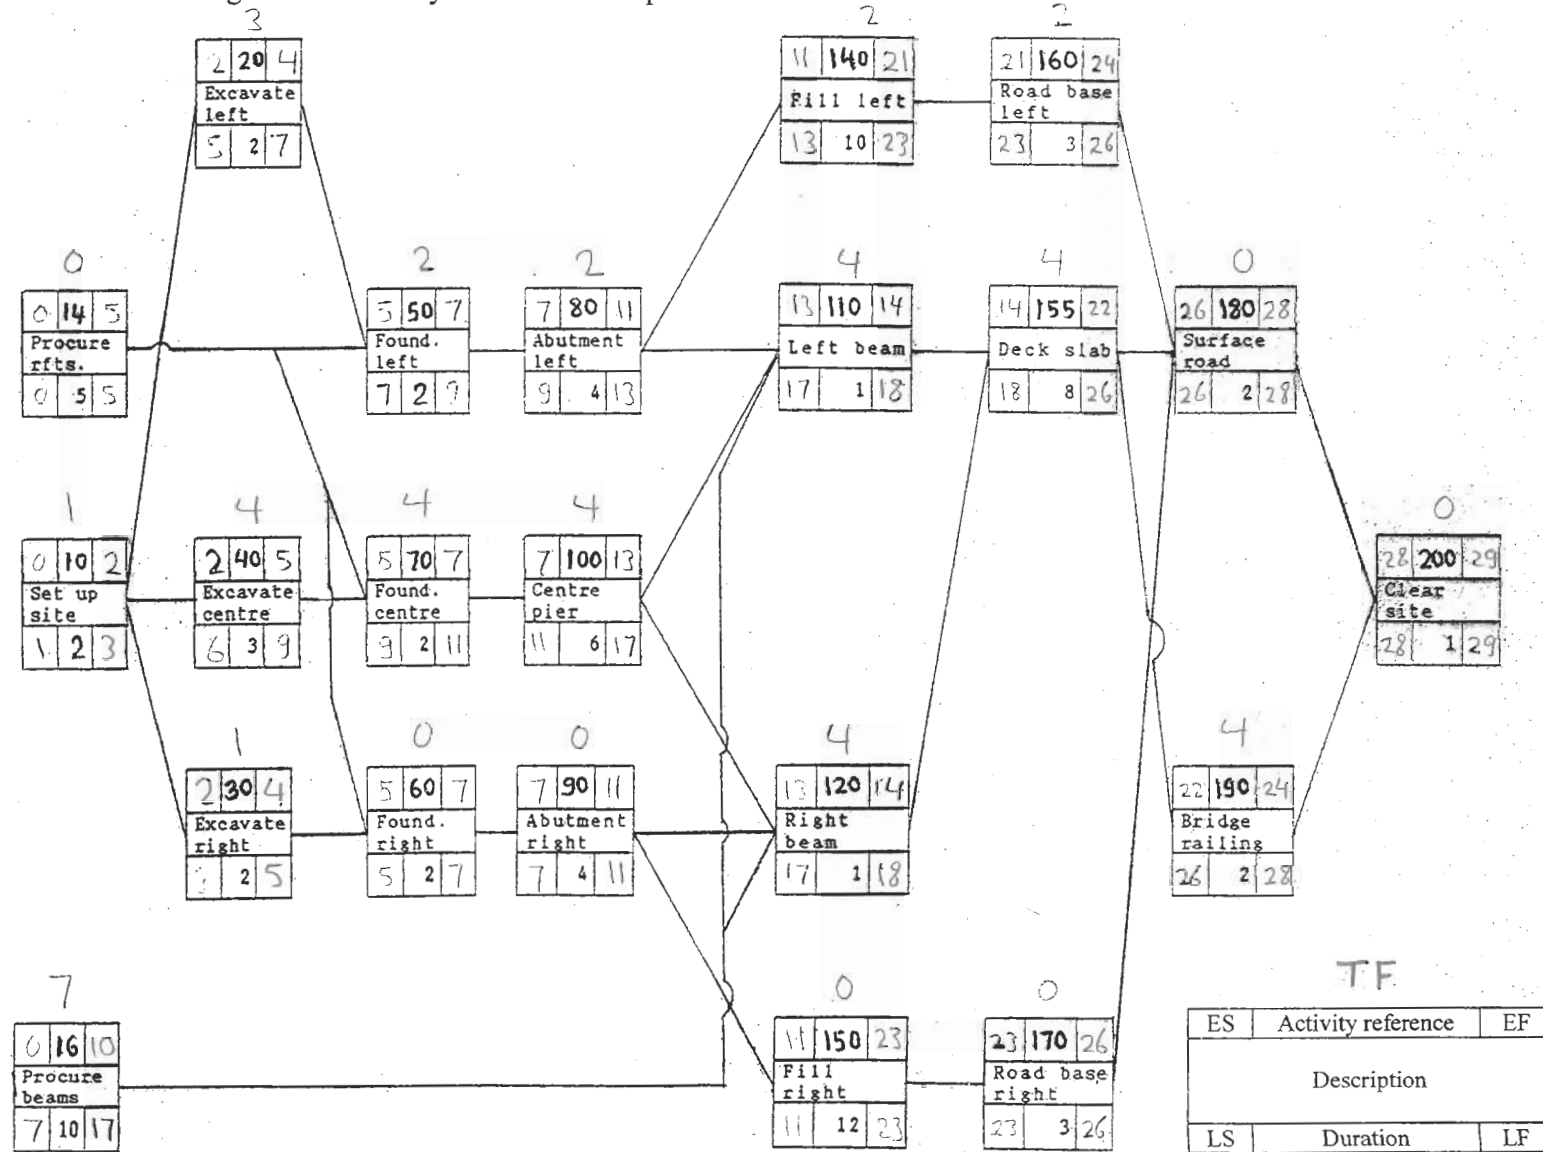 3
2 20 4
Excavate
left
5 2 7
2
11 140 21
Fill left
13 10 23
2
21 160 24
Road base
left
23 3 26
0
0 14 5
Procure
rfts.
0 5 5
2
5 50 7
Found.
left
7 2 9
2
7 80 11
Abutment
left
9 4 13
4
13 110 14
Left beam
17 1 18
4
14 155 22
Deck slab
18 8 26
0
26 180 28
Surface
road
26 2 28
1
0 10 2
Set up
site
1 2 3
4
2 40 5
Excavate
centre
6 3 9
4
5 70 7
Found.
centre
9 2 11
4
7 100 13
Centre
pier
11 6 17
0
28 200 29
Clear
site
28 1 29
1
2 30 4
Excavate
right
2 5
0
5 60 7
Found.
right
5 2 7
0
7 90 11
Abutment
right
7 4 11
4
13 120 14
Right
beam
17 1 18
4
22 190 24
Bridge
railing
26 2 28
7
0 16 10
Procure
beams
7 10 17
0
11 150 23
Fill
right
11 12 23
0
23 170 26
Road base
right
23 3 26
TF
ES Activity reference EF
Description
LS Duration LF